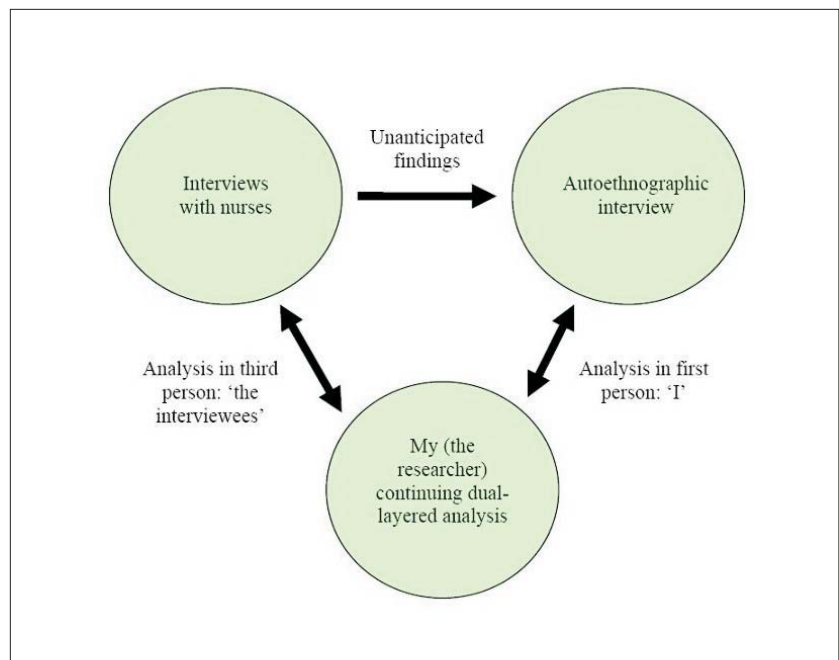 Unanticipated
findings
Interviews
with nurses
Autoethnographic
interview
Analysis in third
person: ‘the
interviewees’
Analysis in first
person: ‘I’
My (the
researcher)
continuing dual-
layered analysis